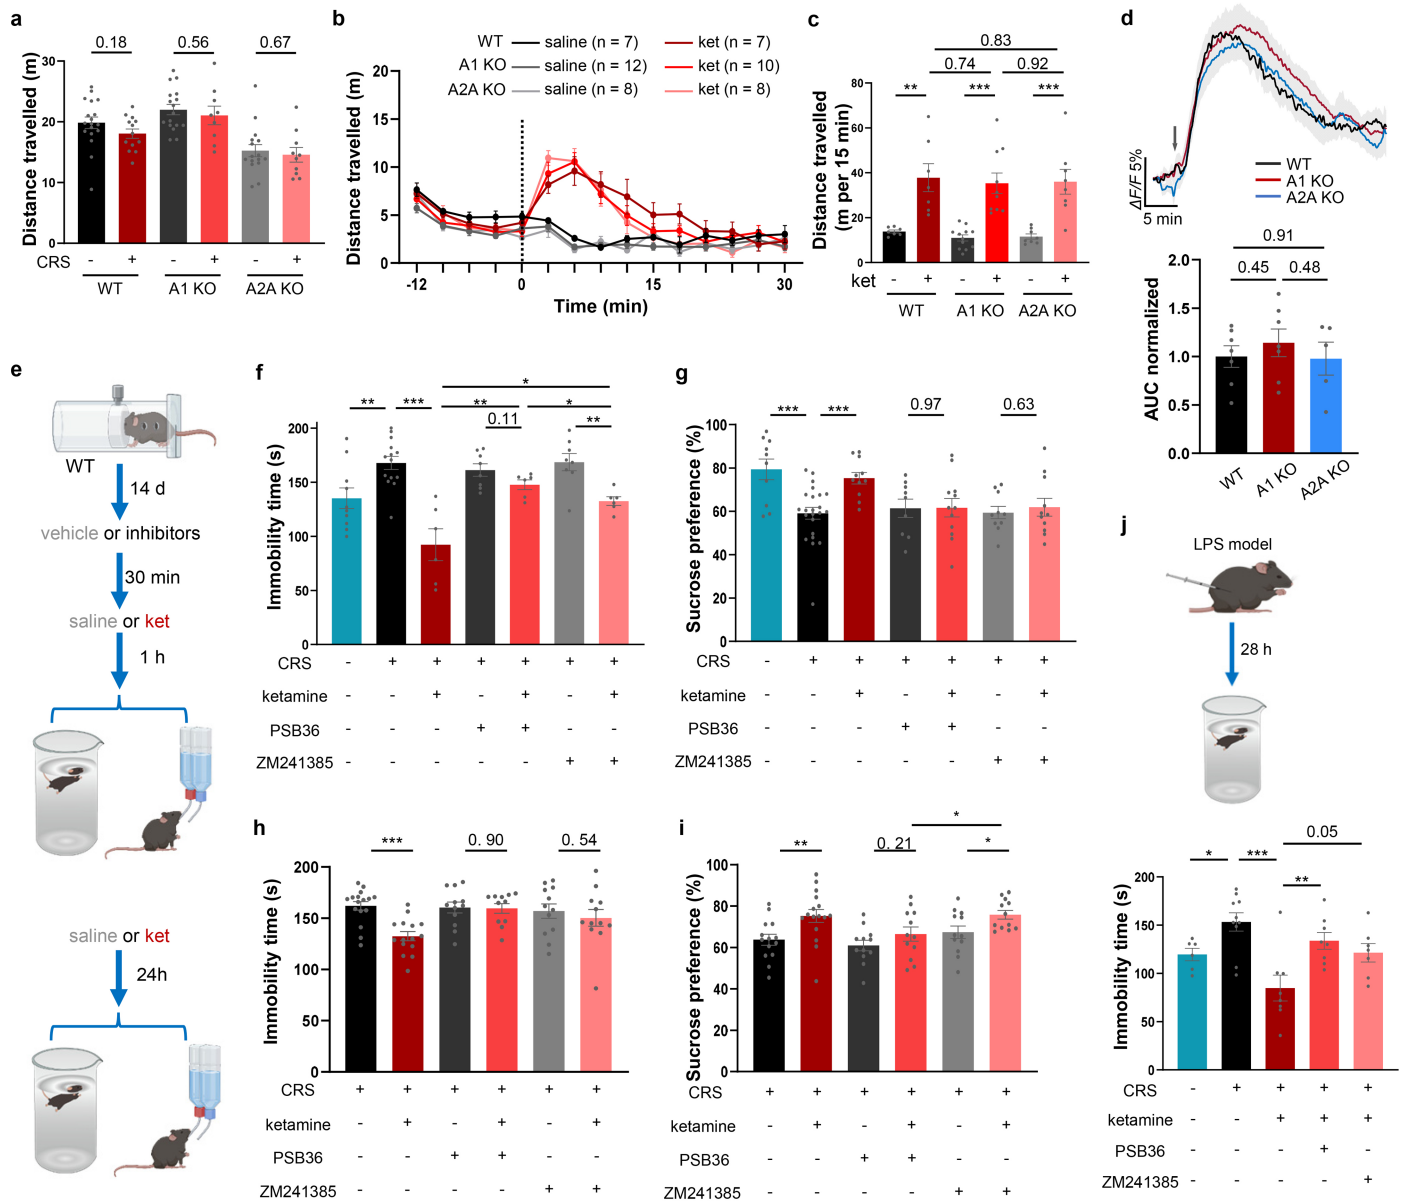 a
0.18 0.56 0.67
Distance travelled (m)
30
20
10
0
CRS - + - + - +
WT A1 KO A2A KO
b
WT saline (n = 7) ket (n = 7)
A1 KO saline (n = 12) ket (n = 10)
A2A KO saline (n = 8) ket (n = 8)
Distance travelled (m)
20
15
10
5
0
-12 0 15 30
Time (min)
c
0.83
0.74 0.92
** *** ***
Distance travelled
(m per 15 min)
80
60
40
20
0
ket - + - + - +
WT A1 KO A2A KO
d
ΔF/F 5%
5 min
WT
A1 KO
A2A KO
0.91
0.45 0.48
AUC normalized
2.0
1.5
1.0
0.5
0.0
WT A1 KO A2A KO
e
WT
14 d
vehicle or inhibitors
30 min
saline or ket
1 h
saline or ket
24h
f
*
** *** ** *
0.11 **
Immobility time (s)
200
150
100
50
0
CRS - + + + + + +
ketamine - - + - + - +
PSB36 - - - + + - -
ZM241385 - - - - - + +
g
*** *** 0.97 0.63
Sucrose preference (%)
100
80
60
40
20
0
CRS - + + + + + +
ketamine - - + - + - +
PSB36 - - - + + - -
ZM241385 - - - - - + +
h
*** 0. 90 0. 54
Immobility time (s)
200
150
100
50
0
CRS + + + + + +
ketamine - + - + - +
PSB36 - - + + - -
ZM241385 - - - - + +
i
*
** 0. 21 *
Sucrose preference (%)
100
80
60
40
20
0
CRS + + + + + +
ketamine - + - + - +
PSB36 - - + + - -
ZM241385 - - - - + +
j
LPS model
28 h
0.05
* *** **
Immobility time (s)
200
150
100
50
0
CRS - + + + +
ketamine - - + + +
PSB36 - - - + -
ZM241385 - - - - +